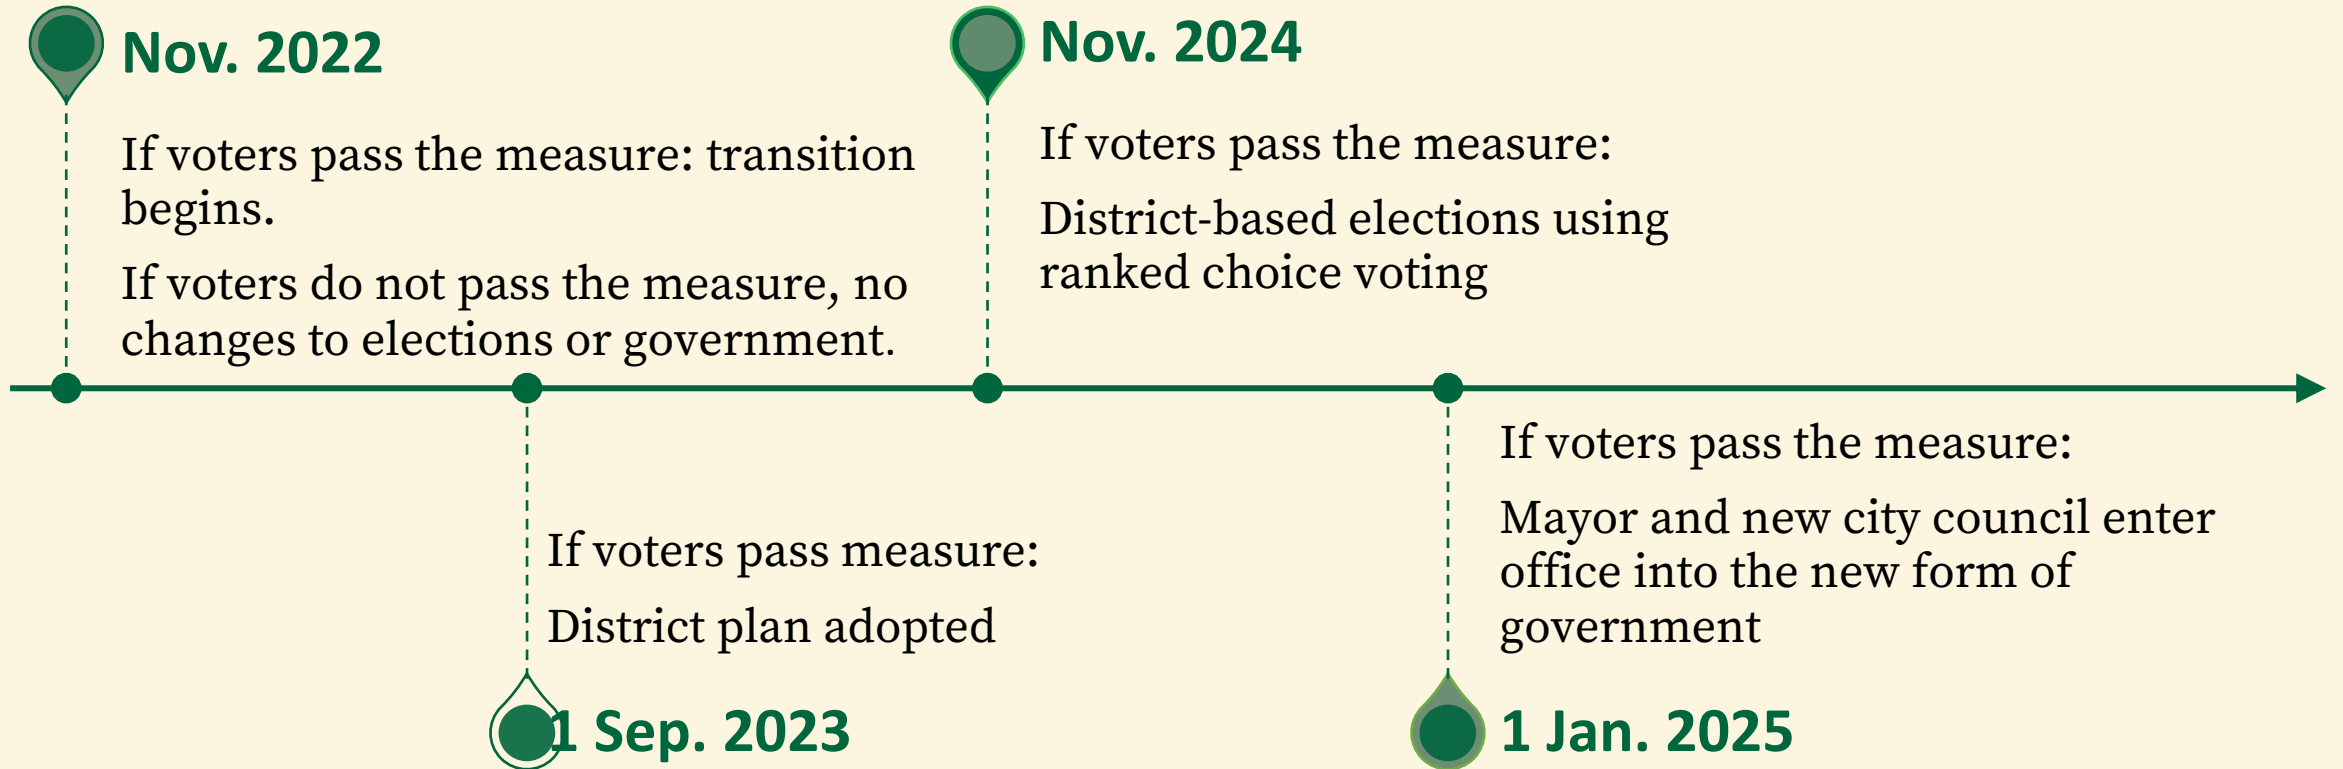 Nov. 2022
If voters pass the measure: transition
begins.
If voters do not pass the measure, no
changes to elections or government.
1 Sep. 2023
If voters pass measure:
District plan adopted
Nov. 2024
If voters pass the measure:
District-based elections using
ranked choice voting
1 Jan. 2025
If voters pass the measure:
Mayor and new city council enter
office into the new form of
government